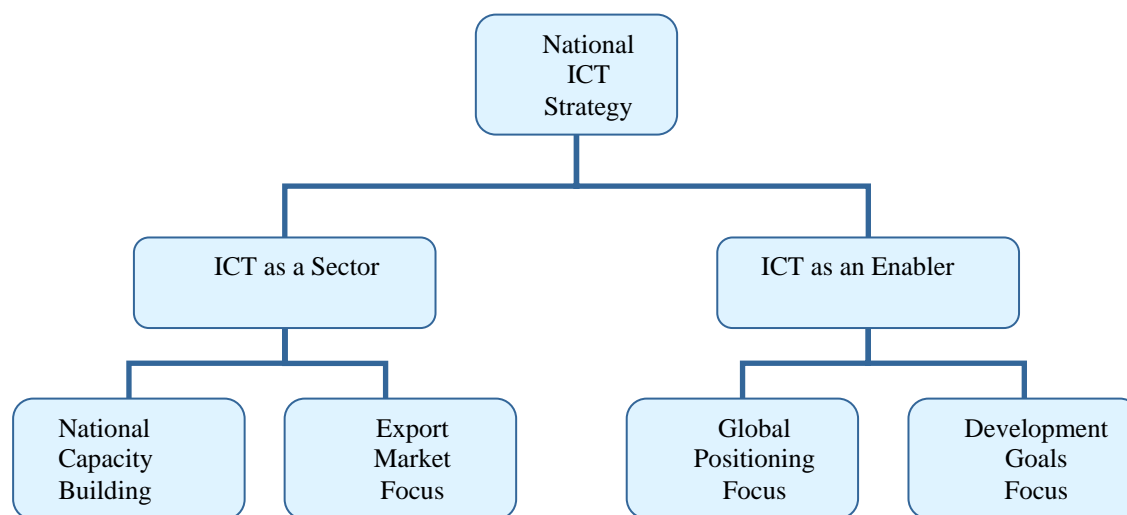 National
ICT
Strategy
ICT as a Sector
ICT as an Enabler
National
Capacity
Building
Export
Market
Focus
Global
Positioning
Focus
Development
Goals
Focus